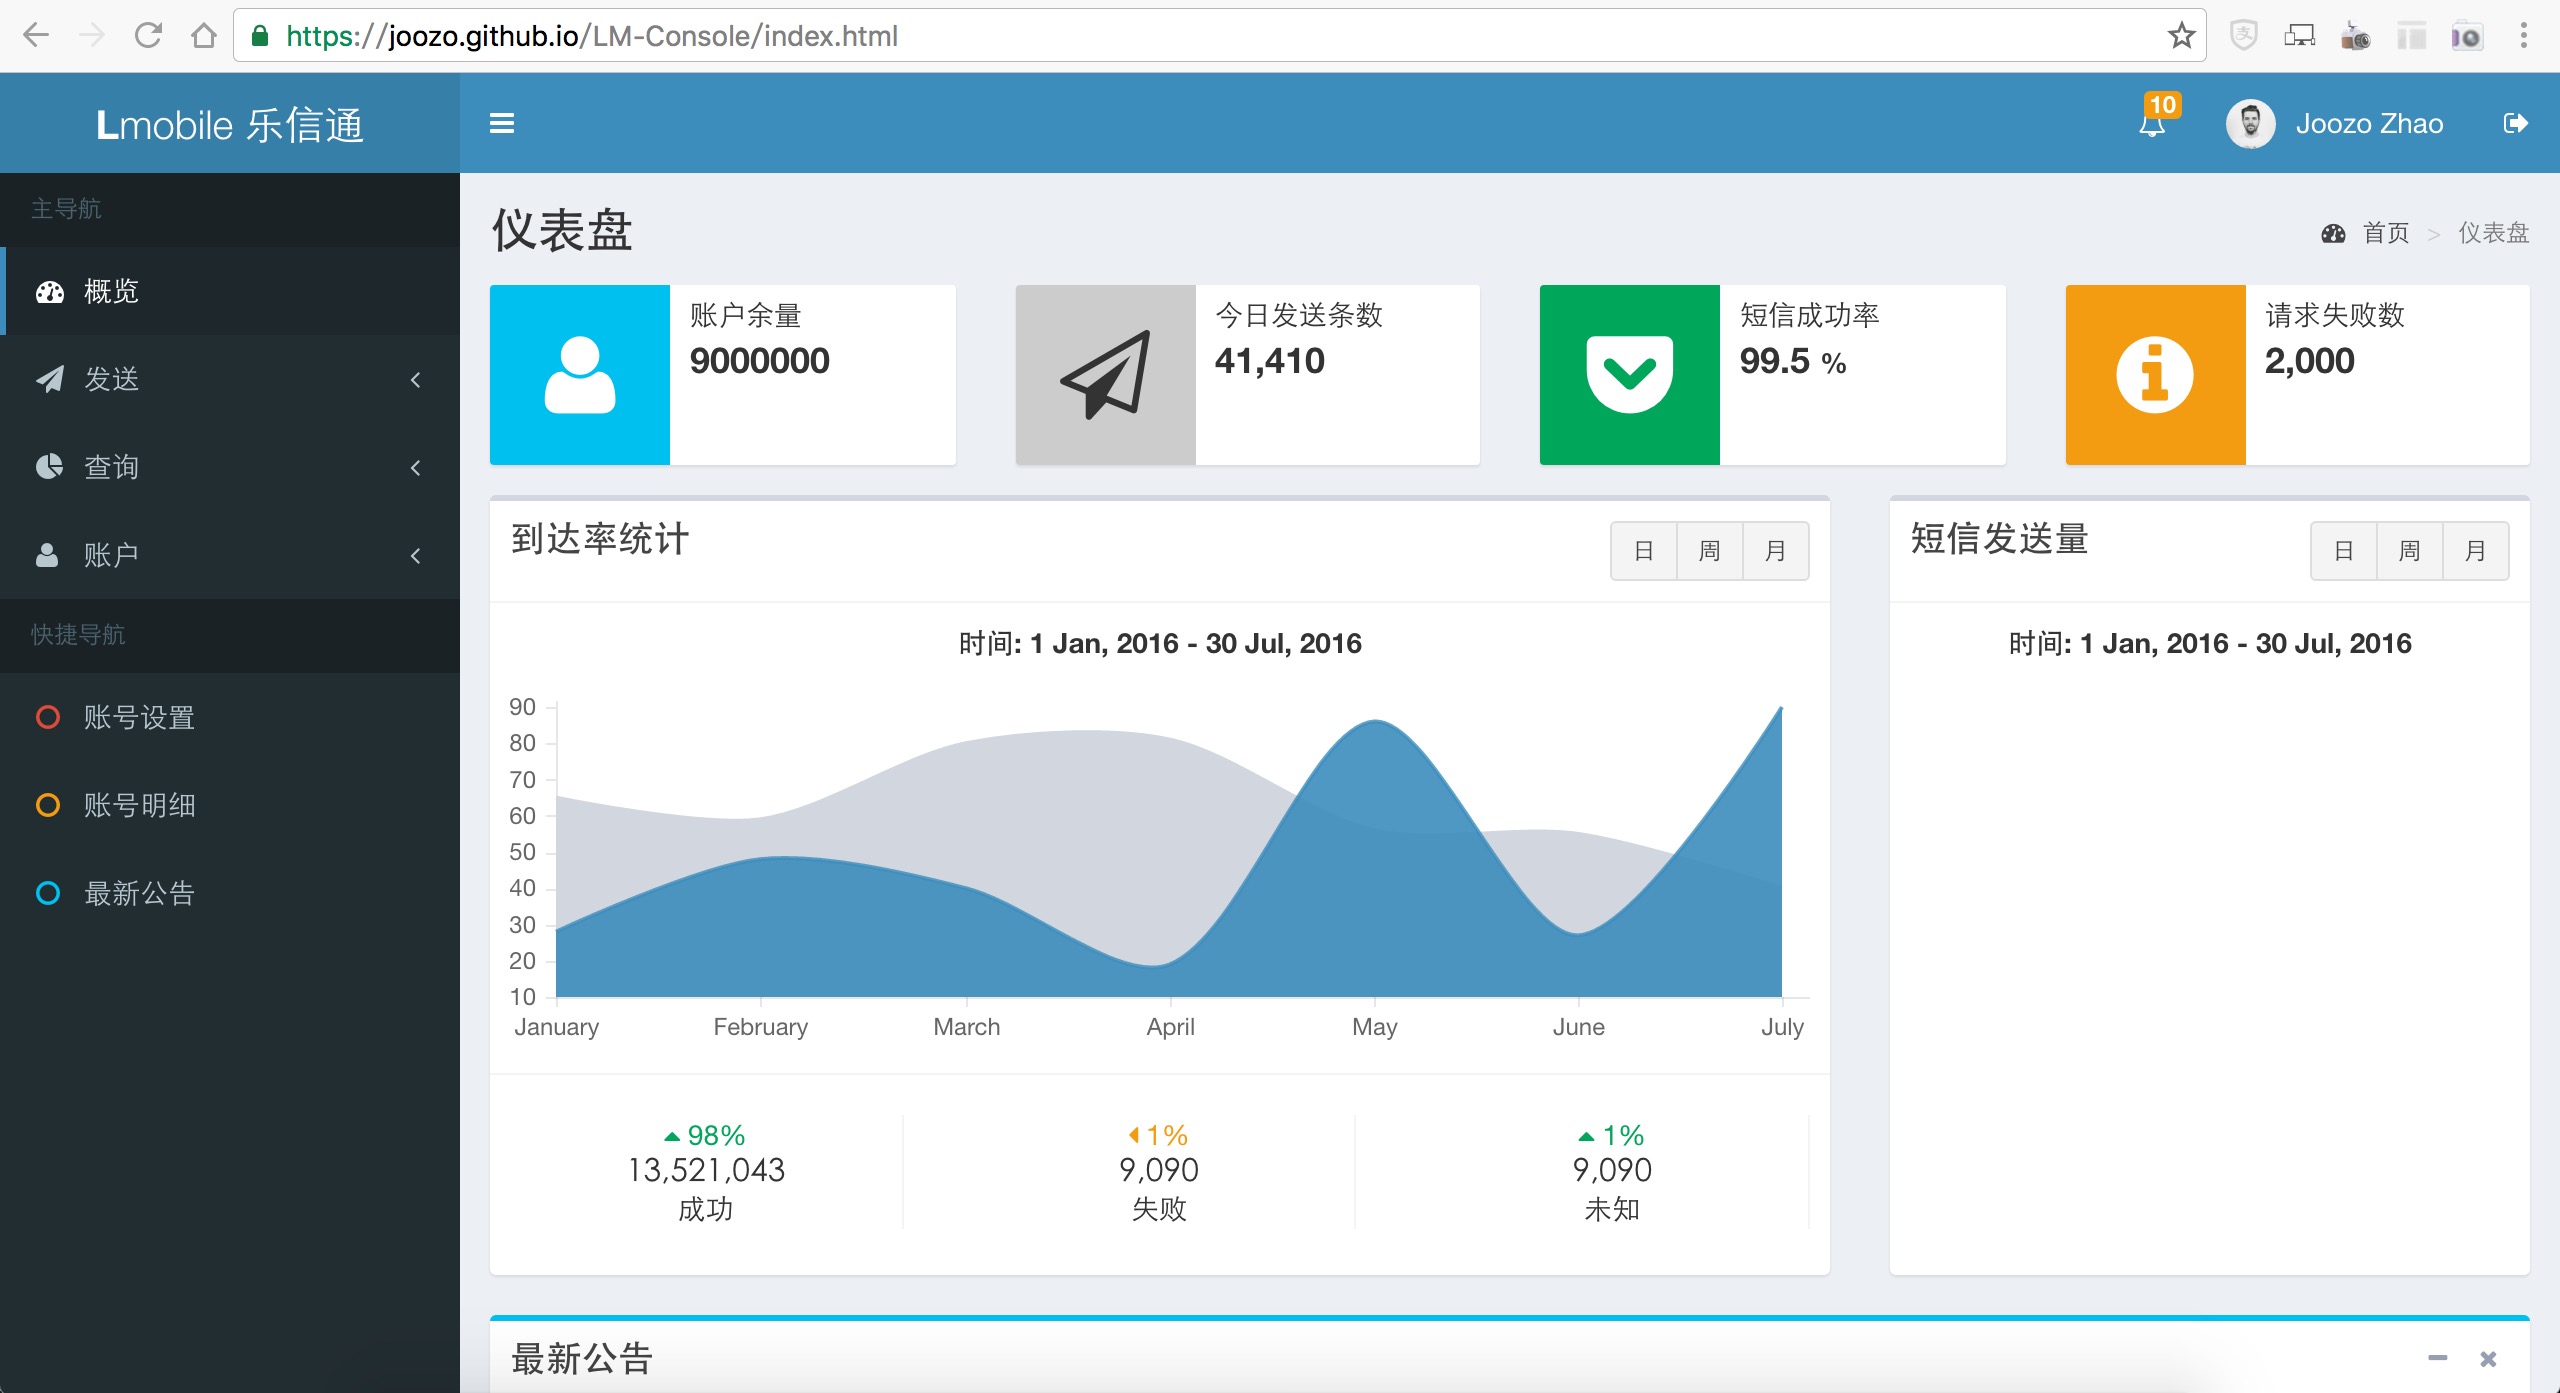 https://joozo.github.io/LM-Console/index.html
Lmobile 乐信通
10
Joozo Zhao
主导航
概览
发送
查询
账户
快捷导航
账号设置
账号明细
最新公告
仪表盘
首页 > 仪表盘
账户余量
9000000
今日发送条数
41,410
短信成功率
99.5 %
请求失败数
2,000
到达率统计
日 周 月
时间: 1 Jan, 2016 - 30 Jul, 2016
90
80
70
60
50
40
30
20
10
January February March April May June July
98%
13,521,043
成功
1%
9,090
失败
1%
9,090
未知
短信发送量
日 周 月
时间: 1 Jan, 2016 - 30 Jul, 2016
最新公告